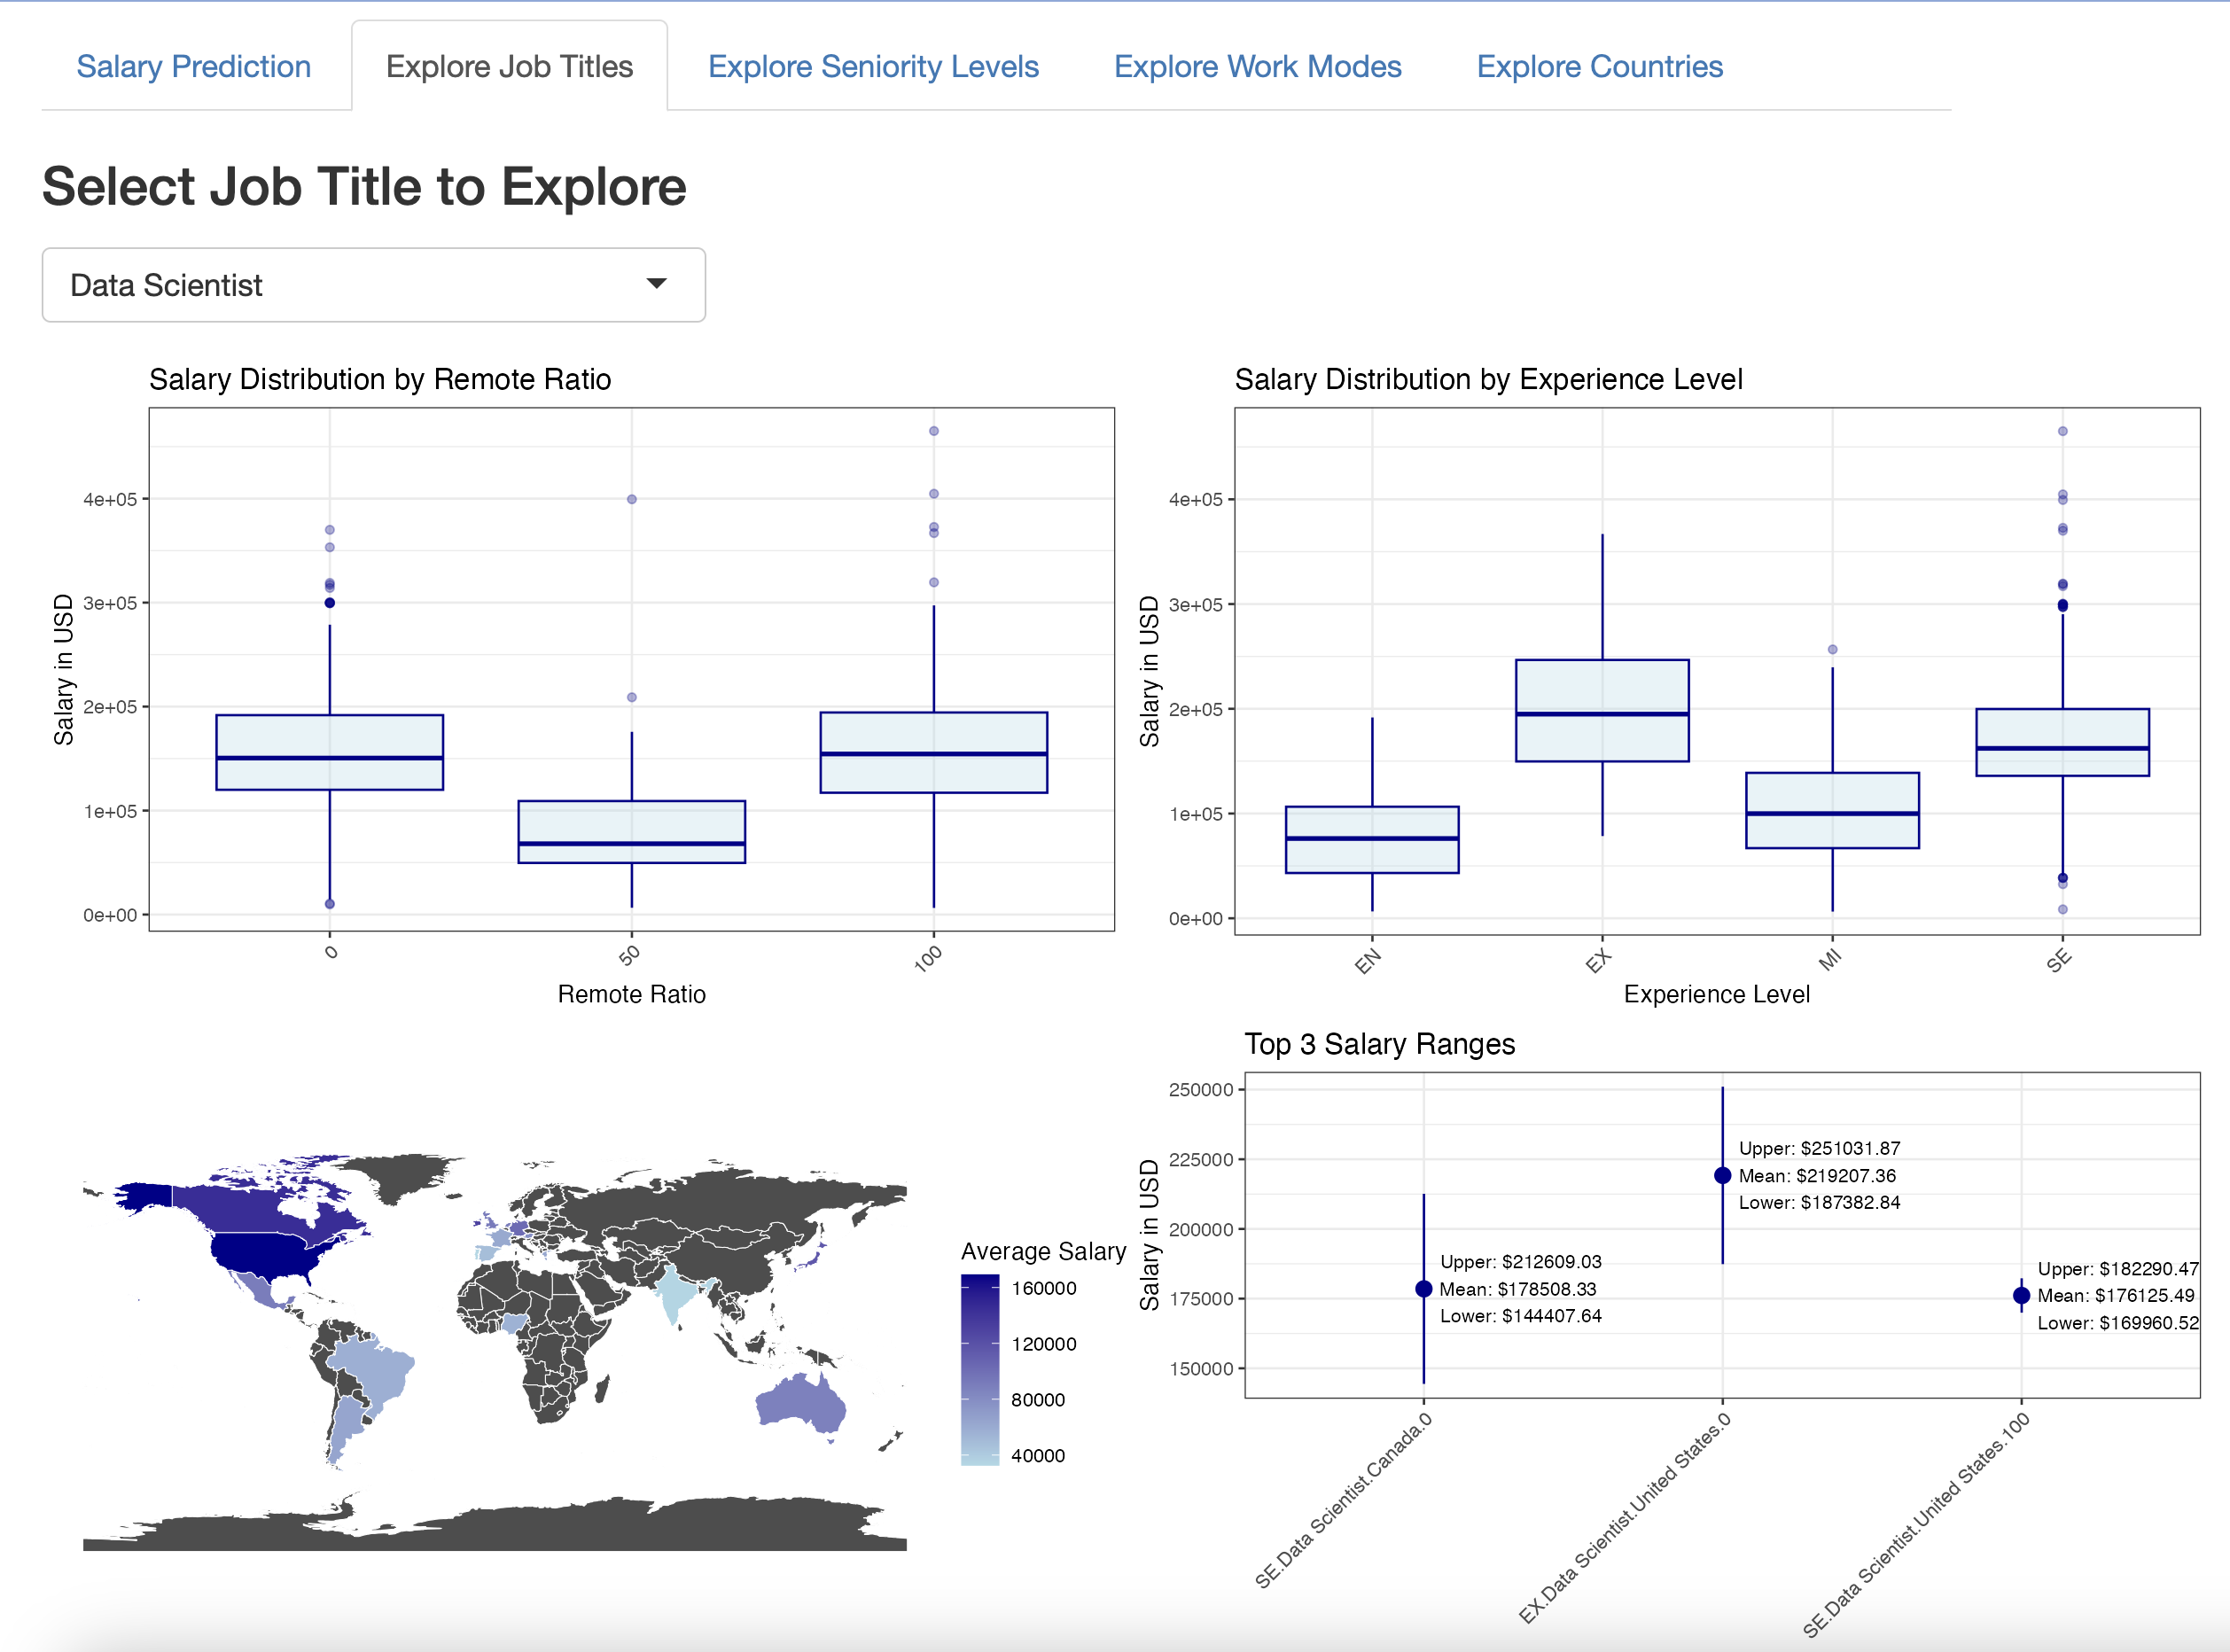 Salary Prediction
Explore Job Titles
Explore Seniority Levels
Explore Work Modes
Explore Countries
Select Job Title to Explore
Data Scientist
Salary Distribution by Remote Ratio
Salary in USD
4e+05
3e+05
2e+05
1e+05
0e+00
0
50
100
Remote Ratio
Salary Distribution by Experience Level
Salary in USD
4e+05
3e+05
2e+05
1e+05
0e+00
EN
EX
MI
SE
Experience Level
Average Salary
160000
120000
80000
40000
Top 3 Salary Ranges
Salary in USD
250000
225000
200000
175000
150000
Upper: $212609.03
Mean: $178508.33
Lower: $144407.64
Upper: $251031.87
Mean: $219207.36
Lower: $187382.84
Upper: $182290.47
Mean: $176125.49
Lower: $169960.52
SE.Data Scientist.Canada.0
EX.Data Scientist.United States.0
SE.Data Scientist.United States.100